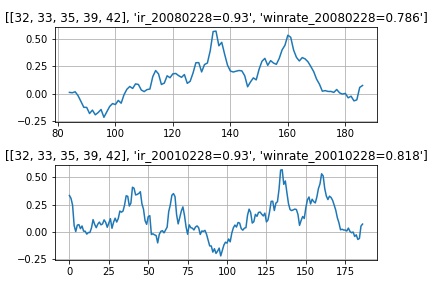 [[32, 33, 35, 39, 42], 'ir_20080228=0.93', 'winrate_20080228=0.786']
0.50
0.25
0.00
−0.25
80 100 120 140 160 180
[[32, 33, 35, 39, 42], 'ir_20010228=0.93', 'winrate_20010228=0.818']
0.50
0.25
0.00
−0.25
0 25 50 75 100 125 150 175